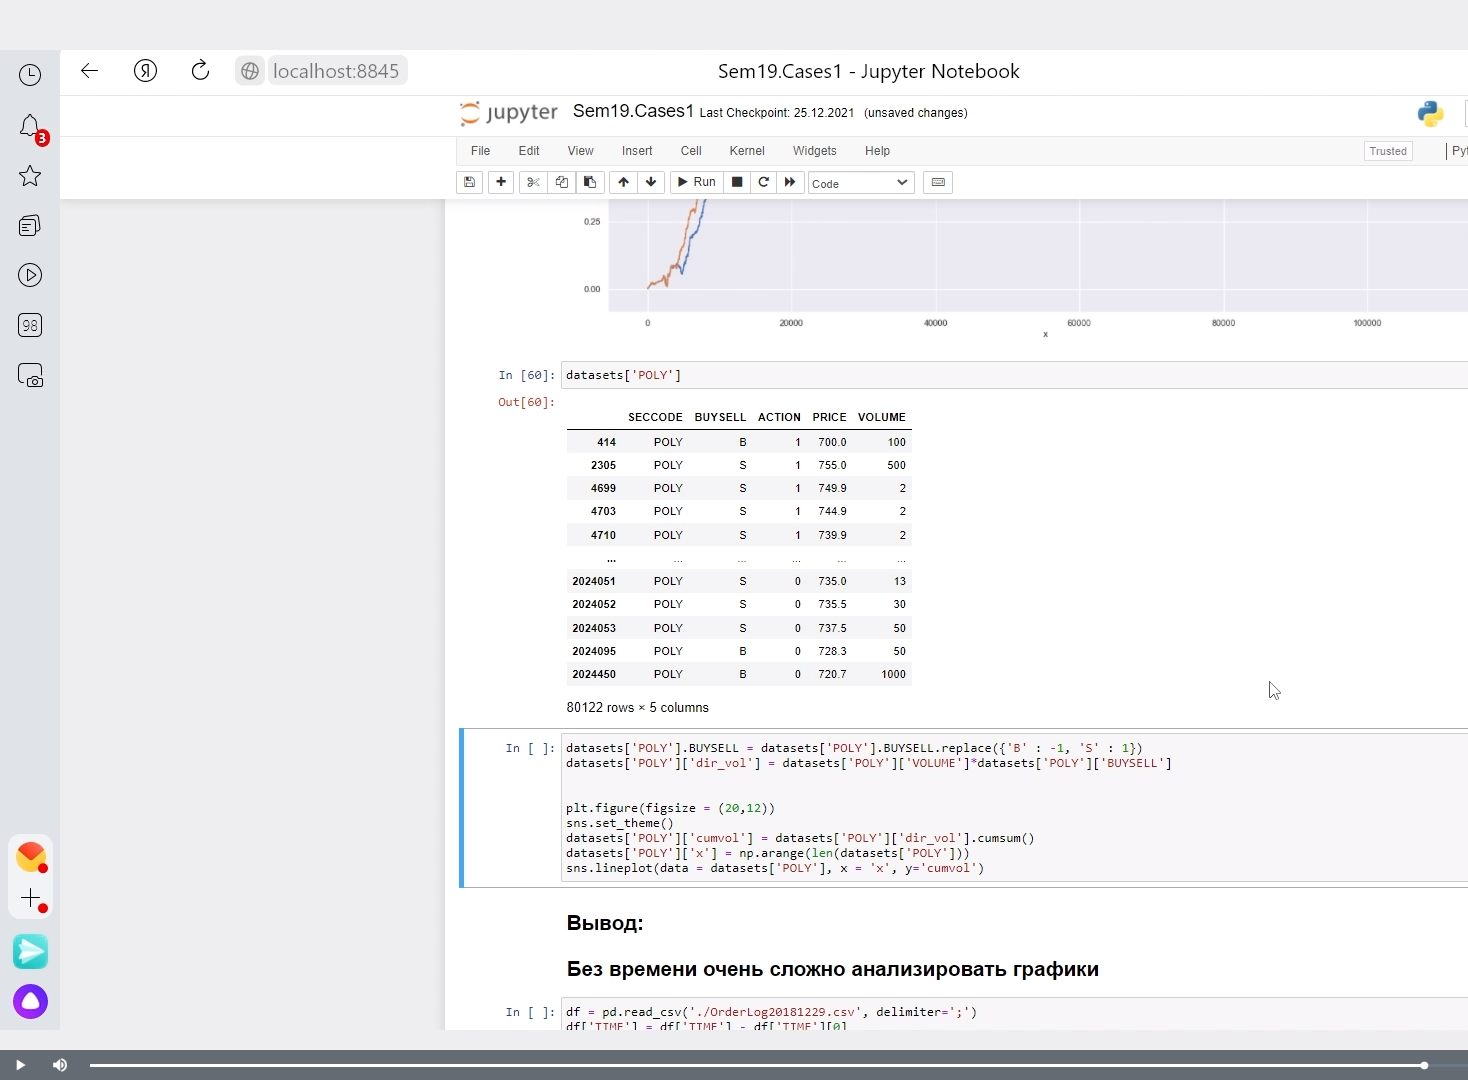 localhost:8845
Sem19.Cases1 - Jupyter Notebook
3
98
jupyter Sem19.Cases1 Last Checkpoint: 25.12.2021 (unsaved changes)
File Edit View Insert Cell Kernel Widgets Help Trusted Pyt
Run Code
0.25
0.00
0 20000 40000 60000 80000 100000
x
In [60]: datasets['POLY']
Out[60]:
SECCODE BUYSELL ACTION PRICE VOLUME
414 POLY B 1 700.0 100
2305 POLY S 1 755.0 500
4699 POLY S 1 749.9 2
4703 POLY S 1 744.9 2
4710 POLY S 1 739.9 2
... ... ... ... ... ...
2024051 POLY S 0 735.0 13
2024052 POLY S 0 735.5 30
2024053 POLY S 0 737.5 50
2024095 POLY B 0 728.3 50
2024450 POLY B 0 720.7 1000
80122 rows × 5 columns
In [ ]: datasets['POLY'].BUYSELL = datasets['POLY'].BUYSELL.replace({'B' : -1, 'S' : 1})
datasets['POLY']['dir_vol'] = datasets['POLY']['VOLUME']*datasets['POLY']['BUYSELL']
plt.figure(figsize = (20,12))
sns.set_theme()
datasets['POLY']['cumvol'] = datasets['POLY']['dir_vol'].cumsum()
datasets['POLY']['x'] = np.arange(len(datasets['POLY']))
sns.lineplot(data = datasets['POLY'], x = 'x', y='cumvol')
Вывод:
Без времени очень сложно анализировать графики
In [ ]: df = pd.read_csv('./OrderLog20181229.csv', delimiter=';')
df['TIME'] = df['TIME'] - df['TIME'][0]